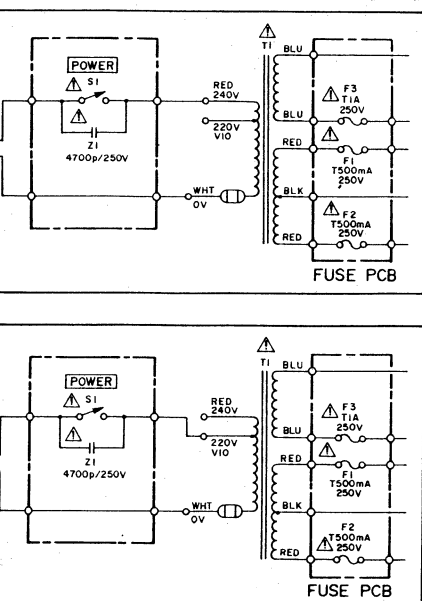 T1
BLU
POWER
S1
RED
240V
F3
T1A
250V
220V
VIO
BLU
Z1
4700p/250V
RED
F1
T500mA
250V
WHT
0V
BLK
F2
T500mA
250V
RED
FUSE PCB
T1
BLU
POWER
S1
RED
240V
F3
T1A
250V
BLU
220V
VIO
Z1
4700p/250V
RED
F1
T500mA
250V
WHT
0V
BLK
F2
T500mA
250V
RED
FUSE PCB